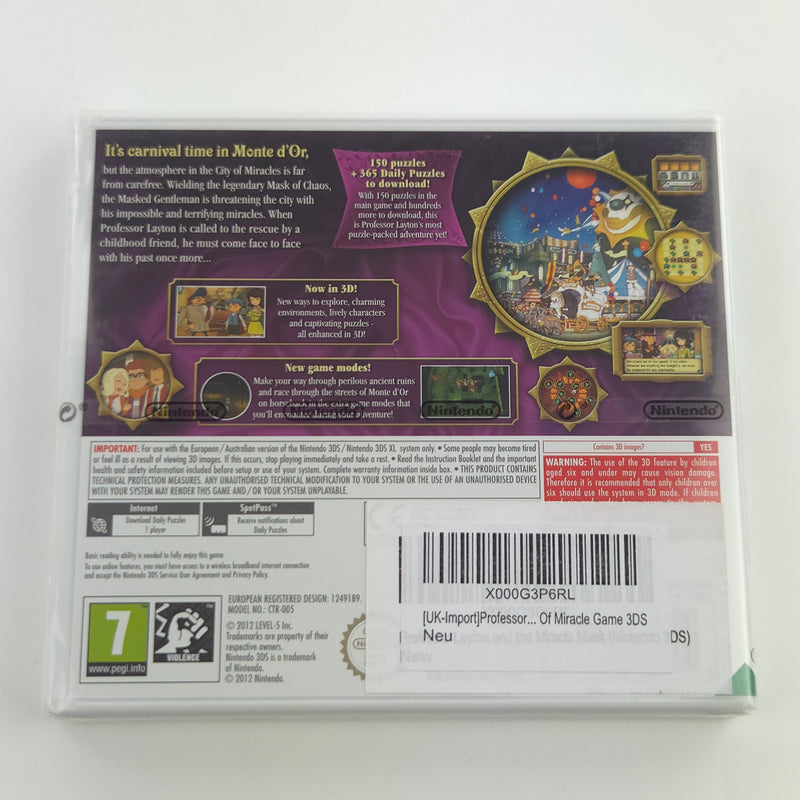 It's carnival time in Monte d'Or,
but the atmosphere in the City of Miracles is far
from carefree. Wielding the legendary Mask of Chaos,
the Masked Gentleman is threatening the city with
his impossible and terrifying miracles. When
Professor Layton is called to the rescue by a
childhood friend, he must come face to face
with his past once more...
150 puzzles
+ 365 Daily Puzzles
to download!
With 150 puzzles in the
main game and hundreds
more to download, this
is Professor Layton's most
puzzle-packed adventure yet!
Now in 3D!
New ways to explore, charming
environments, lively characters
and captivating puzzles -
all enhanced in 3D!
New game modes!
Make your way through perilous ancient ruins
and race through the streets of Monte d'Or
on horseback in the extra game modes that
you'll encounter during your adventure!
Nintendo Nintendo Nintendo Nintendo
IMPORTANT: For use with the European / Australian version of the Nintendo 3DS / Nintendo 3DS XL system only. • Some people may become tired
or feel ill as a result of viewing 3D images. If this occurs, stop playing immediately and take a rest. • Read the Instruction Booklet and the important
health and safety information included before setup or use of your system. Complete warranty information inside box. • THIS PRODUCT CONTAINS
TECHNICAL PROTECTION MEASURES. ANY UNAUTHORISED TECHNICAL MODIFICATION TO YOUR SYSTEM OR THE USE OF AN UNAUTHORISED DEVICE
WITH YOUR SYSTEM MAY RENDER THIS GAME AND/OR YOUR SYSTEM UNPLAYABLE.
Contains 3D images? YES
WARNING: The use of the 3D feature by children
aged six and under may cause vision damage.
Therefore it is recommended that only children over
six should use the system in 3D mode. If children
Internet
Download Daily Puzzles
1 player
SpotPass™
Receive notifications about
Daily Puzzles
Basic reading ability is needed to fully enjoy this game.
To use online features, you must have access to a wireless broadband internet connection
and accept the Nintendo 3DS Service User Agreement and Privacy Policy.
EUROPEAN REGISTERED DESIGN: 1249189.
MODEL NO.: CTR-005
© 2012 LEVEL-5 Inc.
Trademarks are property of their
respective owners.
Nintendo 3DS is a trademark
of Nintendo.
© 2012 Nintendo.
7
www.pegi.info
VIOLENCE
X000G3P6RL
[UK-Import]Professor... Of Miracle Game 3DS
Neu
Layton and the Miracle Mask (Nintendo 3DS)
New